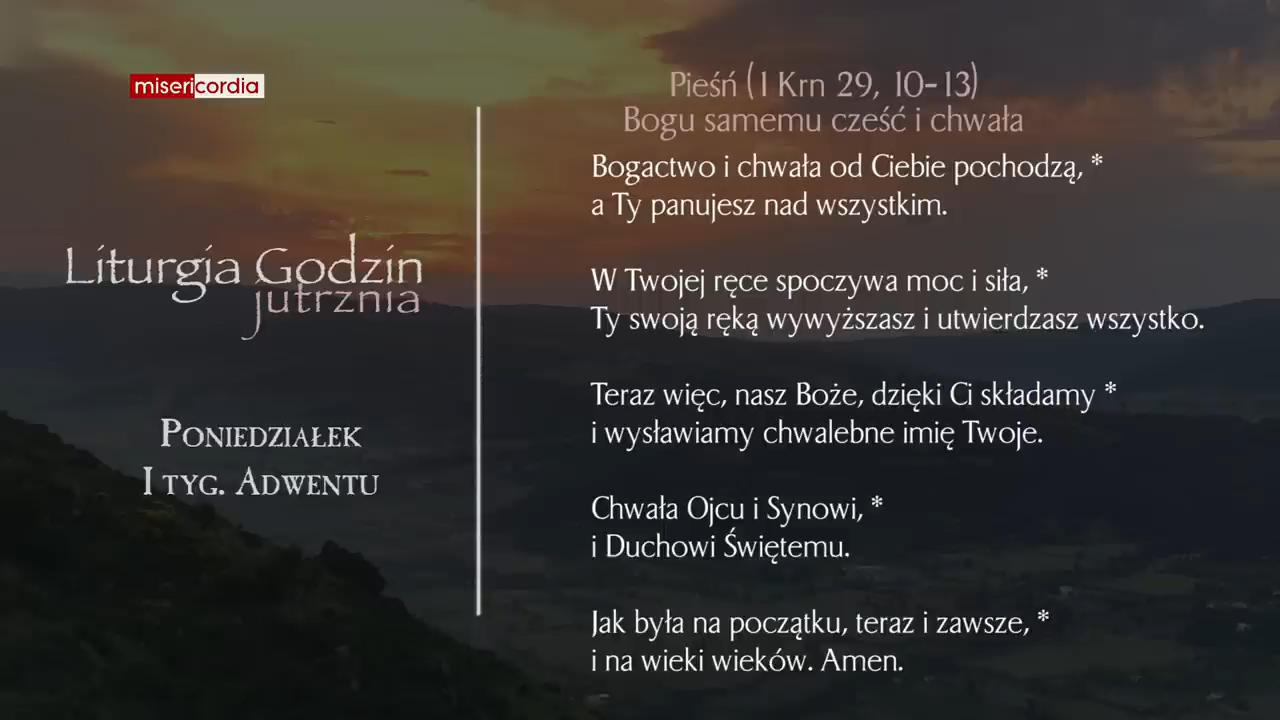 misericordia
Liturgia Godzin
jutrznia
Poniedziałek
I tyg. Adwentu
Pieśń (1 Krn 29, 10-13)
Bogu samemu cześć i chwała
Bogactwo i chwała od Ciebie pochodzą, *
a Ty panujesz nad wszystkim.
W Twojej ręce spoczywa moc i siła, *
Ty swoją ręką wywyższasz i utwierdzasz wszystko.
Teraz więc, nasz Boże, dzięki Ci składamy *
i wysławiamy chwalebne imię Twoje.
Chwała Ojcu i Synowi, *
i Duchowi Świętemu.
Jak była na początku, teraz i zawsze, *
i na wieki wieków. Amen.